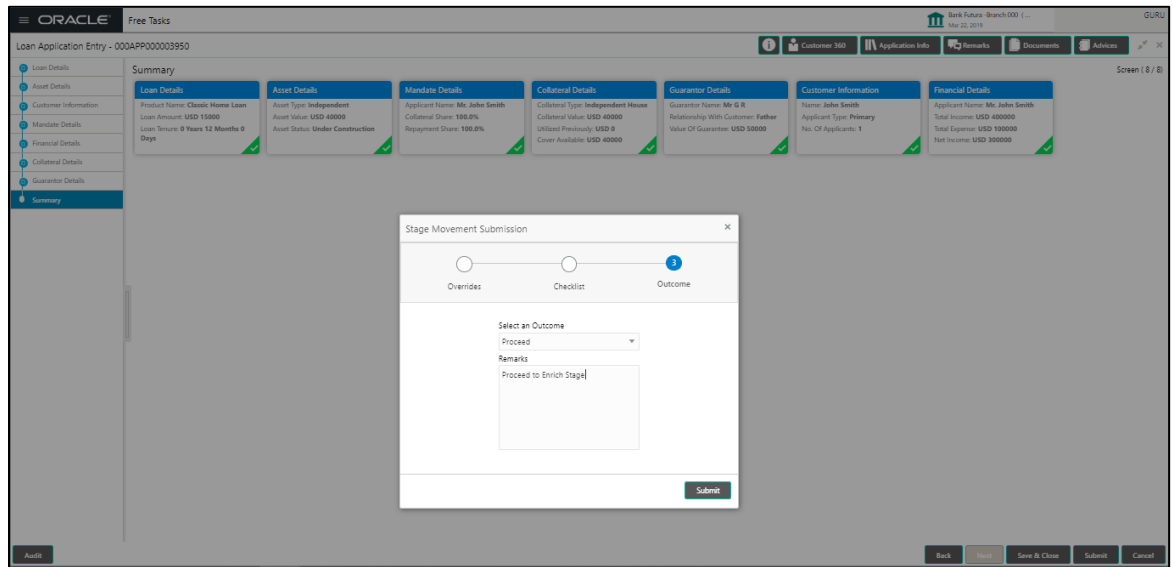 ORACLE
Free Tasks
Bank Futura -Branch 000 ( ...
Mar 22, 2019
GURU
Loan Application Entry - 000APP000003950
i
Customer 360
Application Info
Remarks
Documents
Advices
Loan Details
Asset Details
Customer Information
Mandate Details
Financial Details
Collateral Details
Guarantor Details
Summary
Summary
Screen ( 8 / 8)
Loan Details
Product Name: Classic Home Loan
Loan Amount: USD 15000
Loan Tenure: 0 Years 12 Months 0
Days
Asset Details
Asset Type: Independent
Asset Value: USD 40000
Asset Status: Under Construction
Mandate Details
Applicant Name: Mr. John Smith
Collateral Share: 100.0%
Repayment Share: 100.0%
Collateral Details
Collateral Type: Independent House
Collateral Value: USD 40000
Utilized Previously: USD 0
Cover Available: USD 40000
Guarantor Details
Guarantor Name: Mr G R
Relationship With Customer: Father
Value Of Guarantee: USD 50000
Customer Information
Name: John Smith
Applicant Type: Primary
No. Of Applicants: 1
Financial Details
Applicant Name: Mr. John Smith
Total Income: USD 400000
Total Expense: USD 100000
Net Income: USD 300000
Stage Movement Submission
3
Overrides
Checklist
Outcome
Select an Outcome
Proceed
Remarks
Proceed to Enrich Stage
Submit
Audit
Back
Next
Save & Close
Submit
Cancel